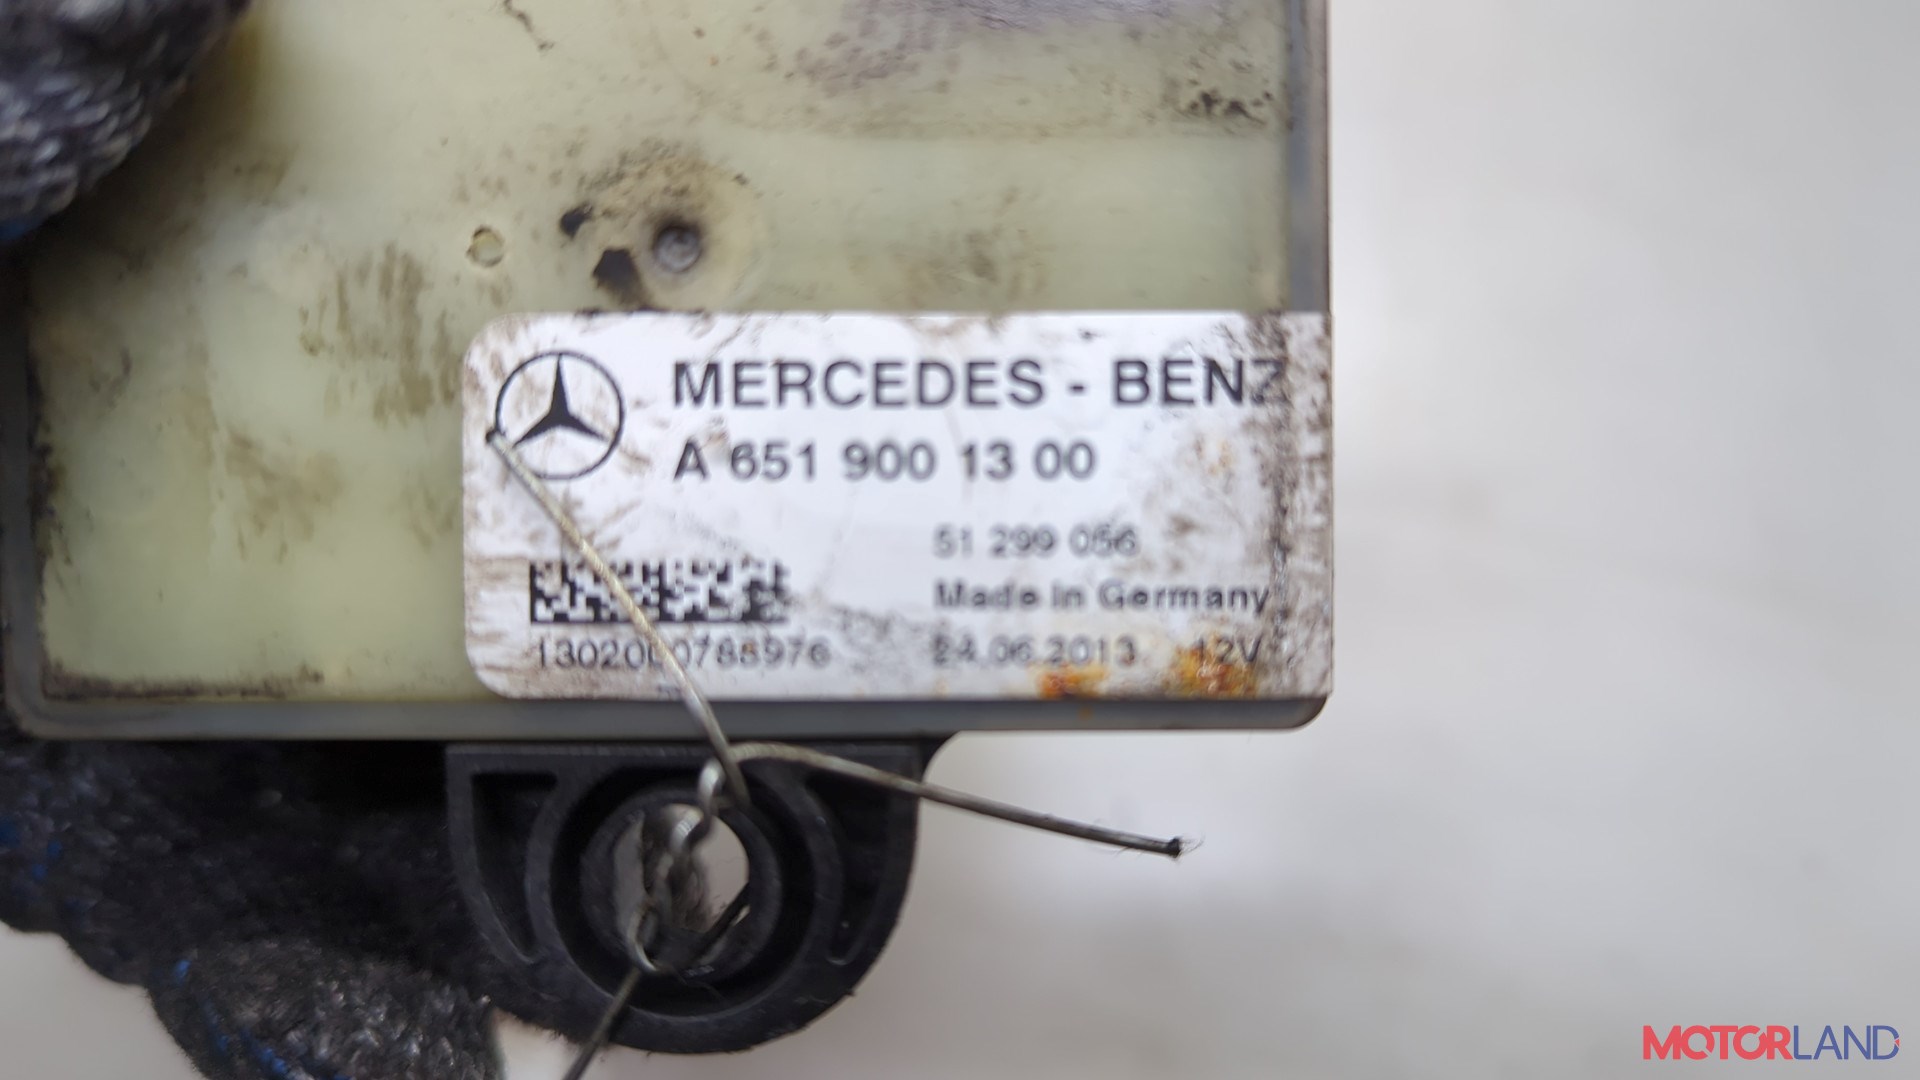 MERCEDES - BENZ
A 651 900 13 00
51 299 056
Made in Germany
1302000788976
24.06.2013 12V
MOTORLAND